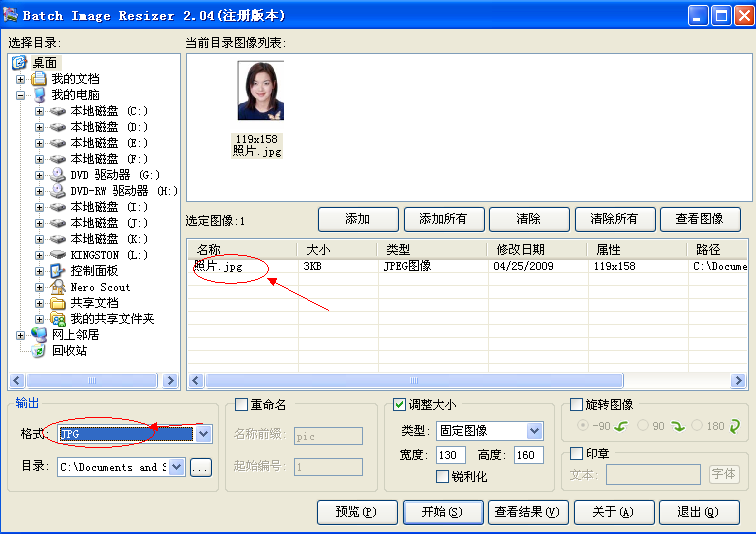 Batch Image Resizer 2.04(注册版本)
选择目录:
当前目录图像列表:
桌面
我的文档
我的电脑
本地磁盘 (C:)
本地磁盘 (D:)
本地磁盘 (E:)
本地磁盘 (F:)
DVD 驱动器 (G:)
DVD-RW 驱动器 (H:)
本地磁盘 (I:)
本地磁盘 (J:)
本地磁盘 (K:)
KINGSTON (L:)
控制面板
Nero Scout
共享文档
我的共享文件夹
网上邻居
回收站
119x158
照片.jpg
选定图像:1
添加 添加所有 清除 清除所有 查看图像
名称 大小 类型 修改日期 属性 路径
照片.jpg 3KB JPEG图像 04/25/2009 119x158 C:\Docume
输出
格式: JPG
目录: C:\Documents and S ...
重命名
名称前缀: pic
起始编号: 1
调整大小
类型: 固定图像
宽度: 130 高度: 160
锐利化
旋转图像
-90 90 180
印章
文本: 字体
预览(P) 开始(S) 查看结果(V) 关于(A) 退出(Q)